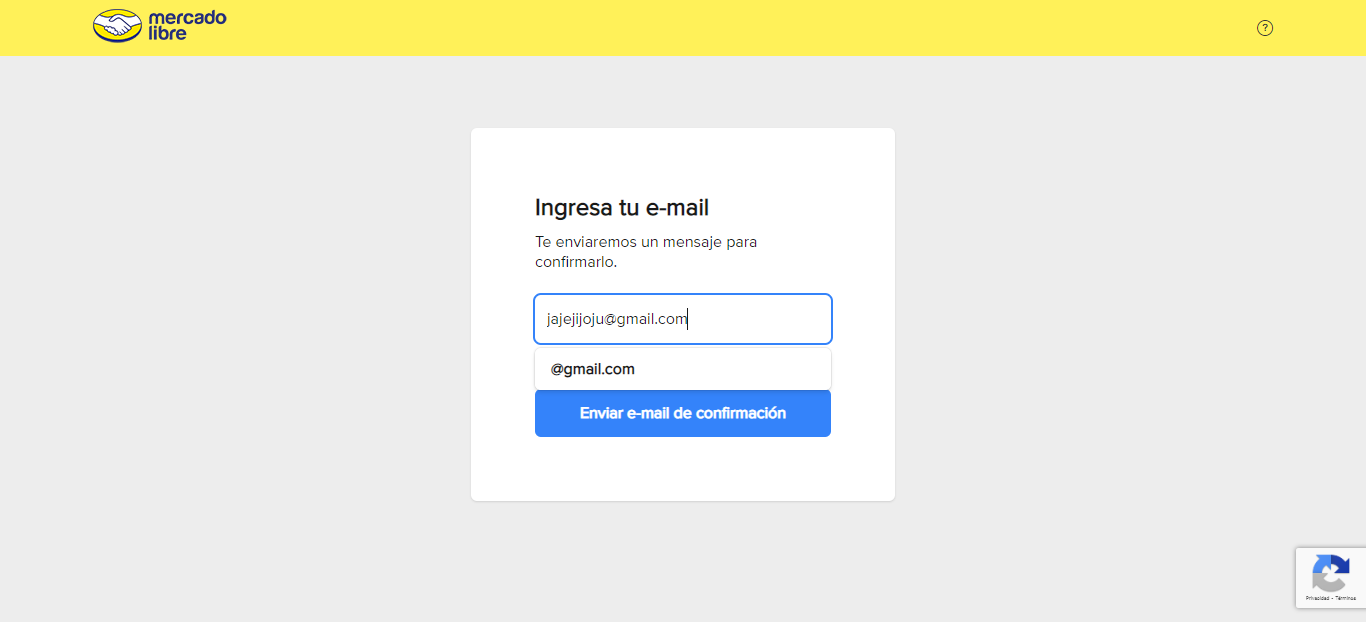 mercado
libre
?
Ingresa tu e-mail
Te enviaremos un mensaje para
confirmarlo.
jajejijoju@gmail.com
@gmail.com
Enviar e-mail de confirmación
Privacidad - Términos